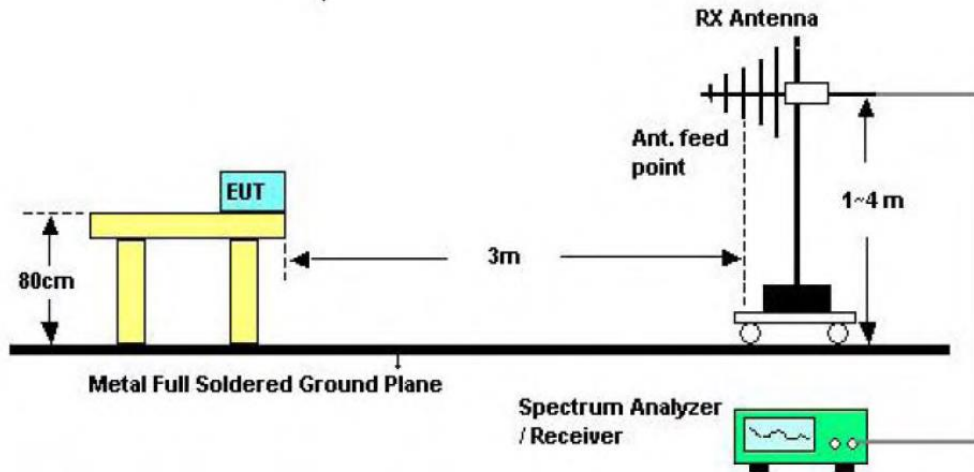 RX Antenna
Ant. feed
point
1~4 m
EUT
3m
80cm
Metal Full Soldered Ground Plane
Spectrum Analyzer
/ Receiver